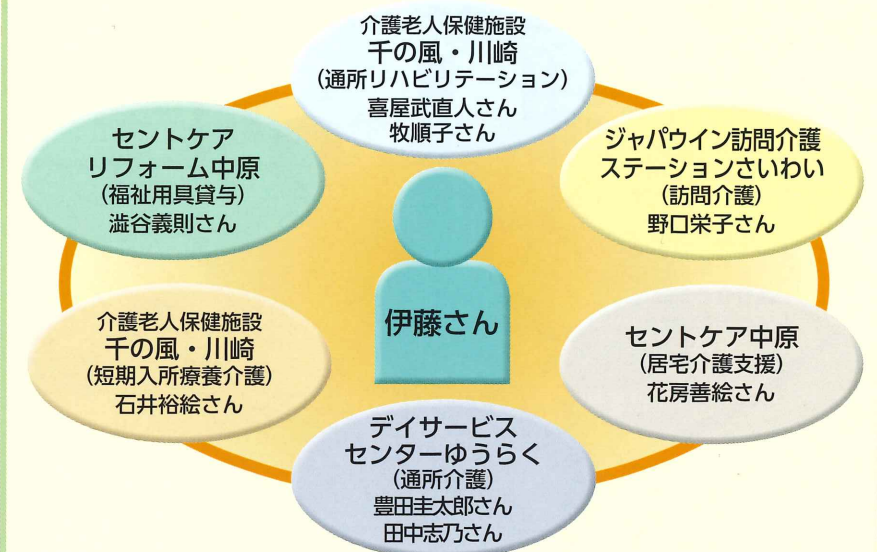 介護老人保健施設
千の風・川崎
(通所リハビリテーション)
喜屋武直人さん
牧順子さん
セントケア
リフォーム中原
(福祉用具貸与)
澁谷義則さん
ジャパウイン訪問介護
ステーションさいわい
(訪問介護)
野口栄子さん
伊藤さん
介護老人保健施設
千の風・川崎
(短期入所療養介護)
石井裕絵さん
セントケア中原
(居宅介護支援)
花房善絵さん
デイサービス
センターゆうらく
(通所介護)
豊田圭太郎さん
田中志乃さん